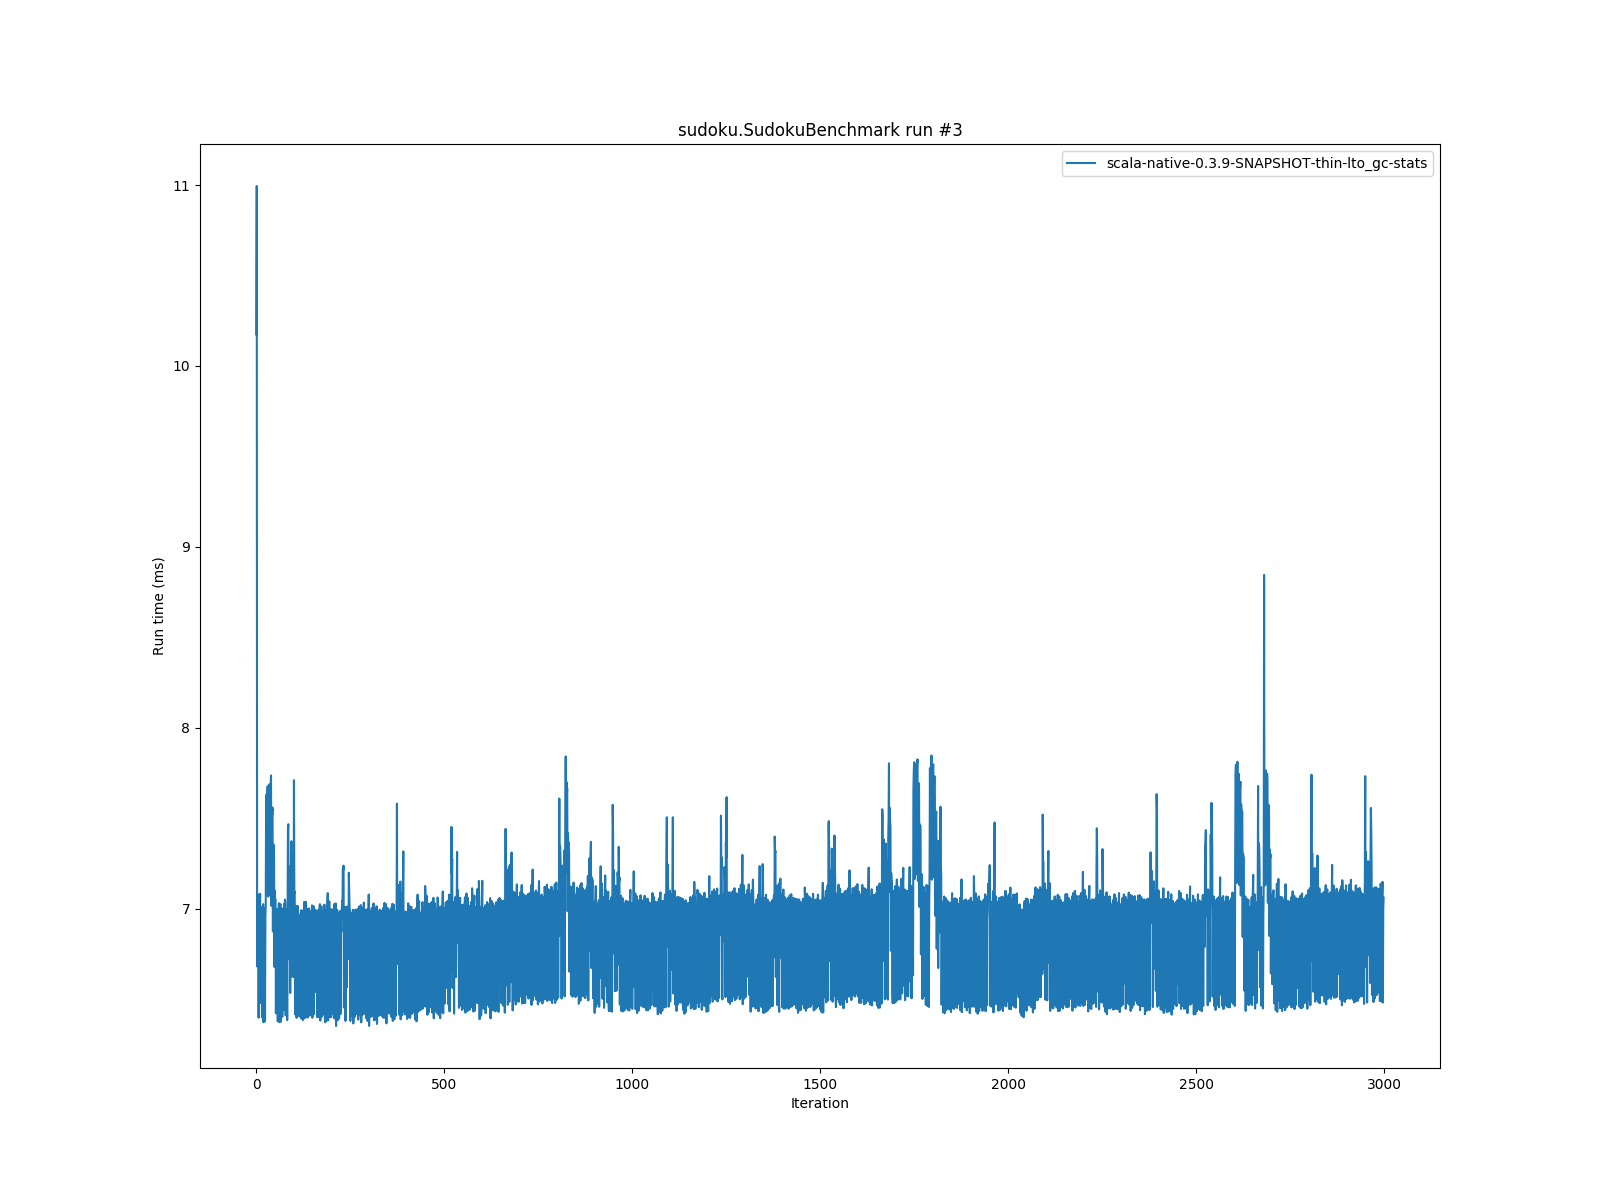 sudoku.SudokuBenchmark run #3
scala-native-0.3.9-SNAPSHOT-thin-lto_gc-stats
11
10
9
8
7
Run time (ms)
0 500 1000 1500 2000 2500 3000
Iteration